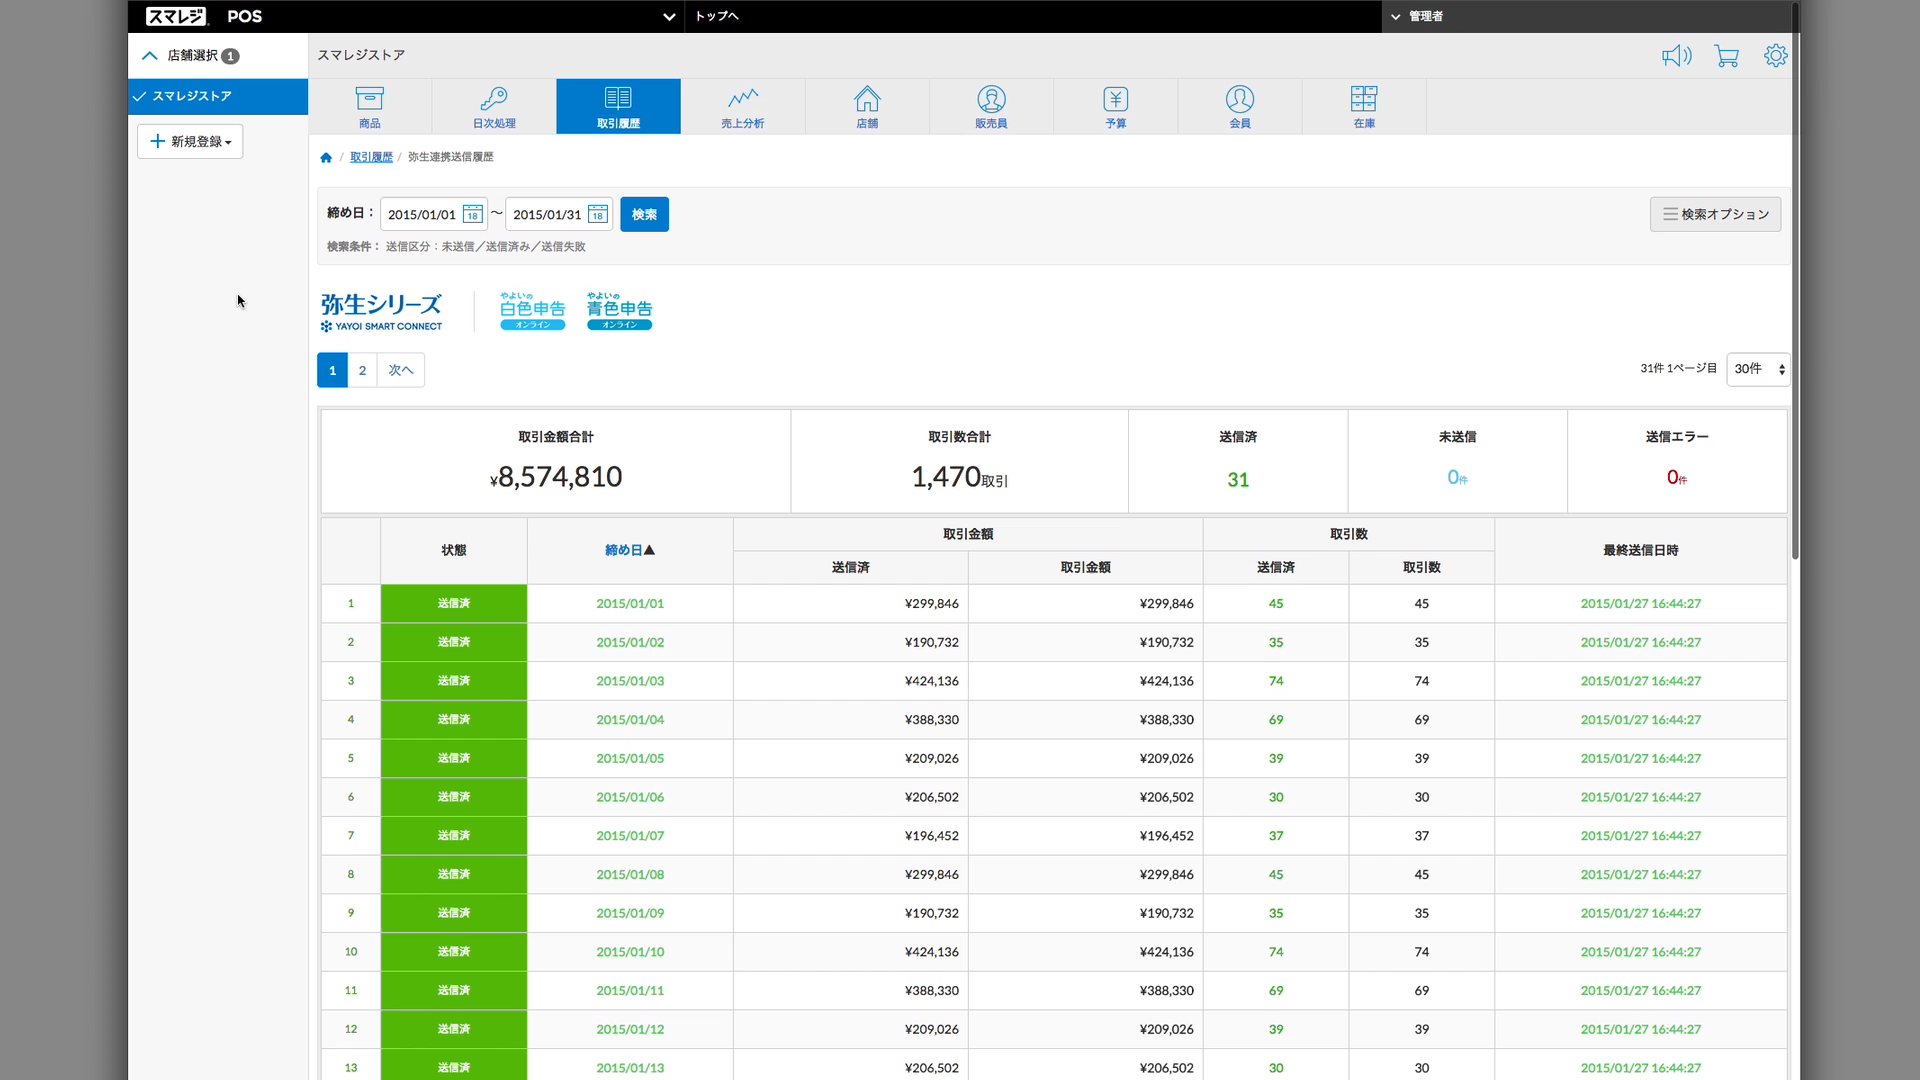 スマレジ POS トップへ 管理者
店舗選択 1 スマレジストア
スマレジストア
新規登録
商品 日次処理 取引履歴 売上分析 店舗 販売員 予算 会員 在庫
/ 取引履歴 / 弥生連携送信履歴
締め日： 2015/01/01 18 ～ 2015/01/31 18 検索 検索オプション
検索条件： 送信区分：未送信／送信済み／送信失敗
弥生シリーズ やよいの 白色申告 オンライン やよいの 青色申告 オンライン
YAYOI SMART CONNECT
1 2 次へ 31件 1ページ目 30件
取引金額合計 取引数合計 送信済 未送信 送信エラー
¥8,574,810 1,470取引 31 0件 0件
状態 締め日▲ 取引金額 取引数 最終送信日時
送信済 取引金額 送信済 取引数
1 送信済 2015/01/01 ¥299,846 ¥299,846 45 45 2015/01/27 16:44:27
2 送信済 2015/01/02 ¥190,732 ¥190,732 35 35 2015/01/27 16:44:27
3 送信済 2015/01/03 ¥424,136 ¥424,136 74 74 2015/01/27 16:44:27
4 送信済 2015/01/04 ¥388,330 ¥388,330 69 69 2015/01/27 16:44:27
5 送信済 2015/01/05 ¥209,026 ¥209,026 39 39 2015/01/27 16:44:27
6 送信済 2015/01/06 ¥206,502 ¥206,502 30 30 2015/01/27 16:44:27
7 送信済 2015/01/07 ¥196,452 ¥196,452 37 37 2015/01/27 16:44:27
8 送信済 2015/01/08 ¥299,846 ¥299,846 45 45 2015/01/27 16:44:27
9 送信済 2015/01/09 ¥190,732 ¥190,732 35 35 2015/01/27 16:44:27
10 送信済 2015/01/10 ¥424,136 ¥424,136 74 74 2015/01/27 16:44:27
11 送信済 2015/01/11 ¥388,330 ¥388,330 69 69 2015/01/27 16:44:27
12 送信済 2015/01/12 ¥209,026 ¥209,026 39 39 2015/01/27 16:44:27
13 送信済 2015/01/13 ¥206,502 ¥206,502 30 30 2015/01/27 16:44:27